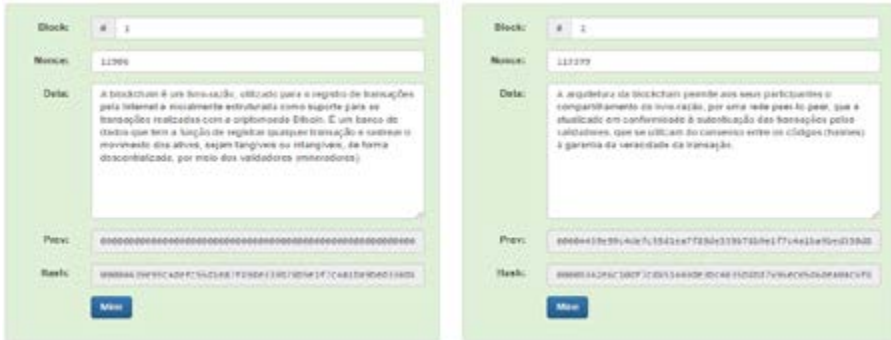 Block:
# 1
Nonce:
Data:
A blockchain é um livro-razão, utilizado para o registro de transações
pela Internet e inicialmente estruturada como suporte para as
transações realizadas com a criptomoeda Bitcoin. É um banco de
dados que tem a função de registrar qualquer transação e rastrear o
movimento dos ativos, sejam tangíveis ou intangíveis, de forma
descentralizada, por meio dos validadores (mineradores).
Prev:
0000000000000000000000000000000000000000000000000000000000000000
Hash:
Mine
Block:
#
Nonce:
Data:
A arquitetura da blockchain permite aos seus participantes o
compartilhamento do livro-razão, por uma rede peer-to-peer, que é
atualizado em conformidade à autenticação das transações pelos
validadores, que se utilizam do consenso entre os códigos (hashes)
à garantia da veracidade da transação.
Prev:
Hash:
Mine